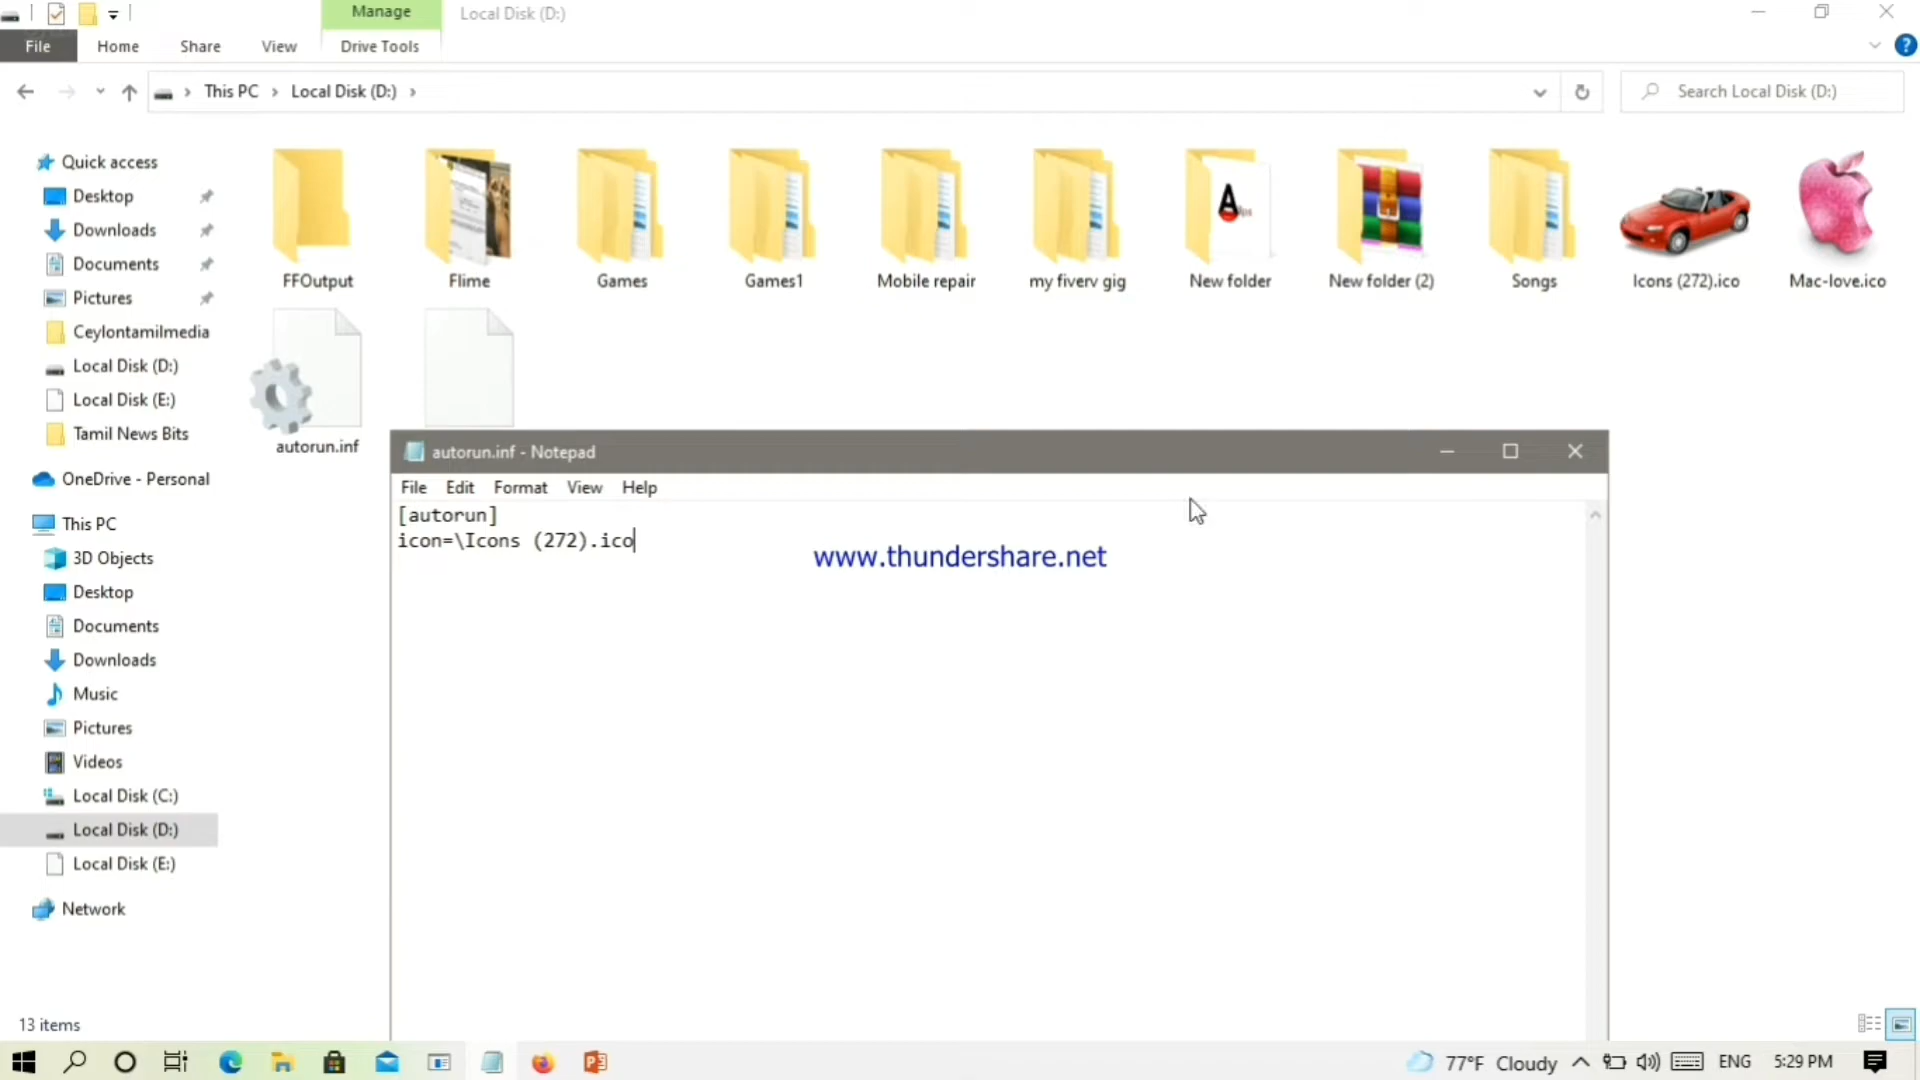 Manage
Local Disk (D:)
File
Home
Share
View
Drive Tools
This PC
Local Disk (D:)
Search Local Disk (D:)
Quick access
Desktop
Downloads
Documents
Pictures
Ceylontamilmedia
Local Disk (D:)
Local Disk (E:)
Tamil News Bits
OneDrive - Personal
This PC
3D Objects
Desktop
Documents
Downloads
Music
Pictures
Videos
Local Disk (C:)
Local Disk (D:)
Local Disk (E:)
Network
FFOutput
Flime
Games
Games1
Mobile repair
my fiverv gig
New folder
New folder (2)
Songs
Icons (272).ico
Mac-love.ico
autorun.inf
autorun.inf - Notepad
File Edit Format View Help
[autorun]
icon=\Icons (272).ico
www.thundershare.net
13 items
77°F Cloudy
ENG
5:29 PM